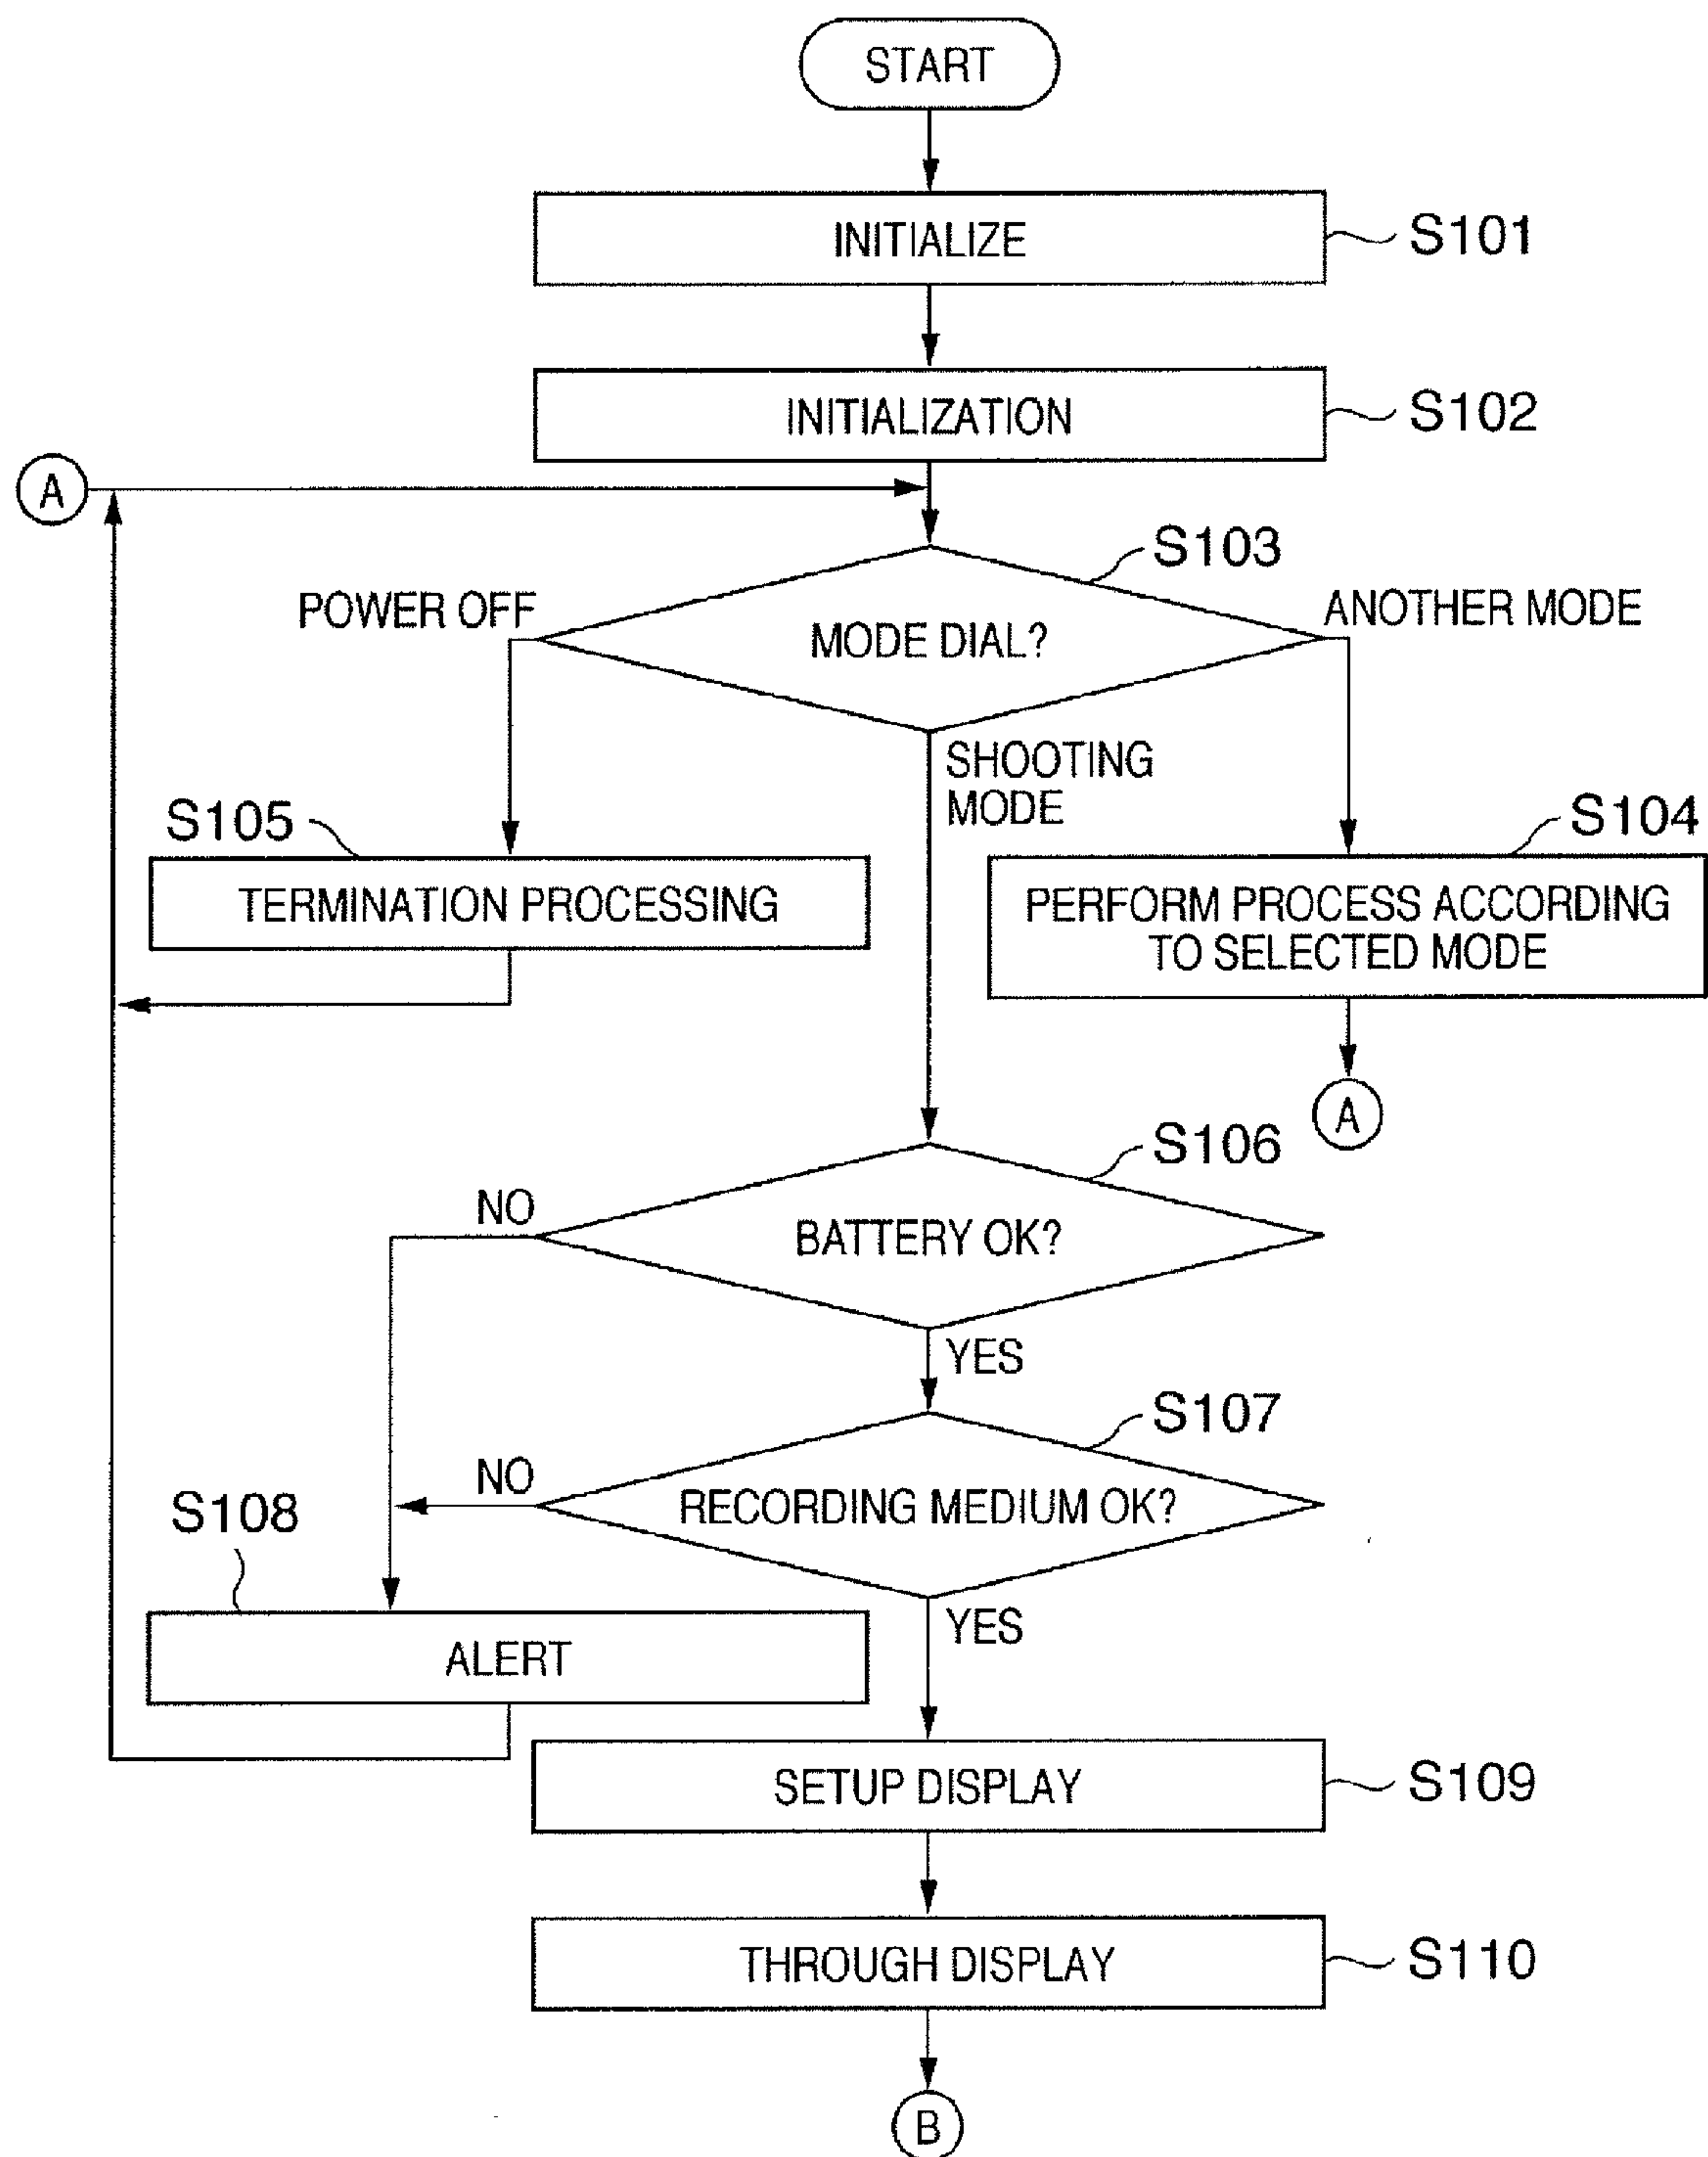 START
INITIALIZE
S101
INITIALIZATION
S102
A
S103
POWER OFF
MODE DIAL?
ANOTHER MODE
SHOOTING
MODE
S105
S104
TERMINATION PROCESSING
PERFORM PROCESS ACCORDING
TO SELECTED MODE
A
S106
NO
BATTERY OK?
YES
S107
NO
RECORDING MEDIUM OK?
S108
YES
ALERT
SETUP DISPLAY
S109
THROUGH DISPLAY
S110
B